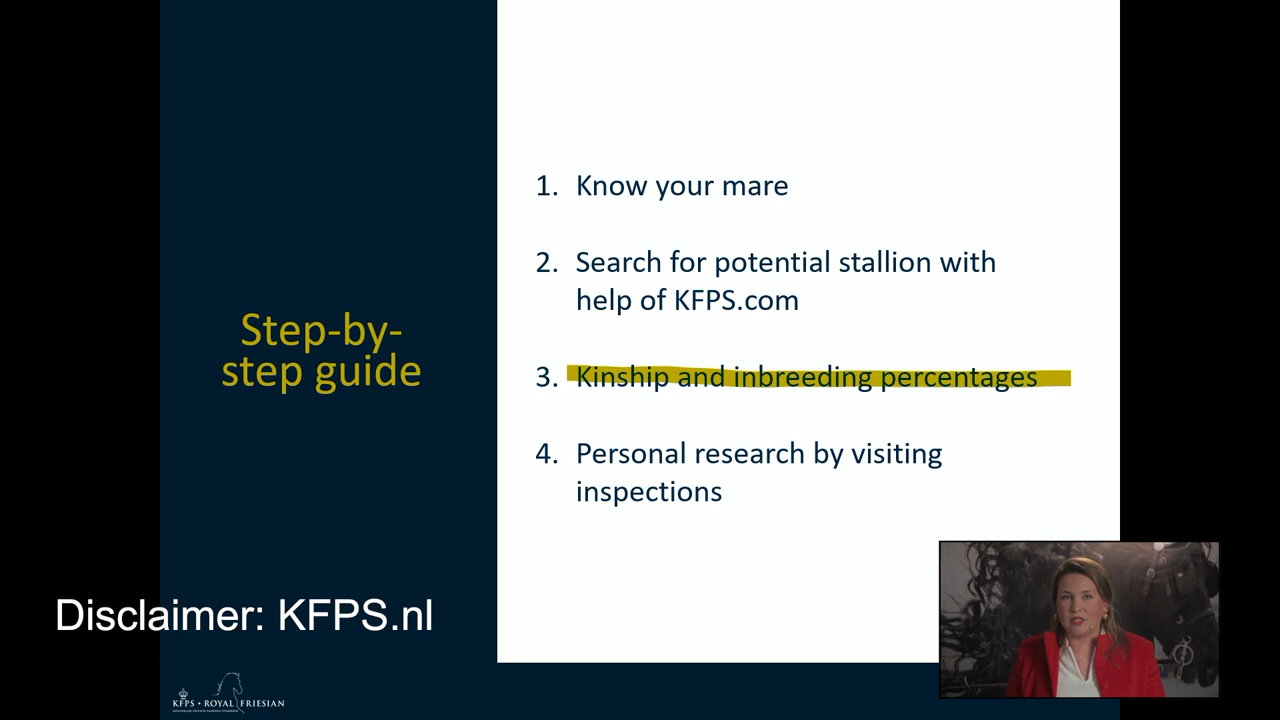 Step-by-
step guide
1. Know your mare
2. Search for potential stallion with
help of KFPS.com
3. Kinship and inbreeding percentages
4. Personal research by visiting
inspections
Disclaimer: KFPS.nl
KFPS • ROYAL FRIESIAN